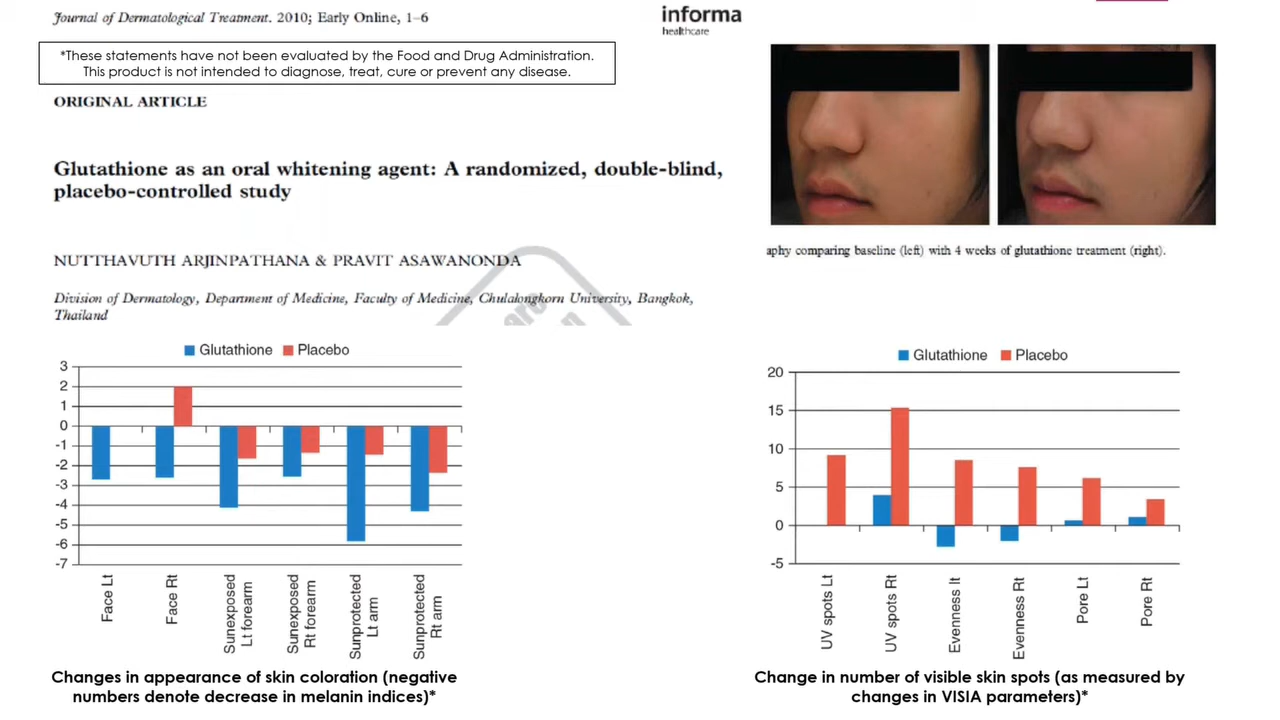 Journal of Dermatological Treatment. 2010; Early Online, 1–6
informa
healthcare
*These statements have not been evaluated by the Food and Drug Administration.
This product is not intended to diagnose, treat, cure or prevent any disease.
ORIGINAL ARTICLE
Glutathione as an oral whitening agent: A randomized, double-blind,
placebo-controlled study
NUTTHAVUTH ARJINPATHANA & PRAVIT ASAWANONDA
Division of Dermatology, Department of Medicine, Faculty of Medicine, Chulalongkorn University, Bangkok,
Thailand
aphy comparing baseline (left) with 4 weeks of glutathione treatment (right).
Glutathione Placebo
3
2
1
0
-1
-2
-3
-4
-5
-6
-7
Face Lt
Face Rt
Sunexposed
Lt forearm
Sunexposed
Rt forearm
Sunprotected
Lt arm
Sunprotected
Rt arm
Changes in appearance of skin coloration (negative
numbers denote decrease in melanin indices)*
Glutathione Placebo
20
15
10
5
0
-5
UV spots Lt
UV spots Rt
Evenness lt
Evenness Rt
Pore Lt
Pore Rt
Change in number of visible skin spots (as measured by
changes in VISIA parameters)*